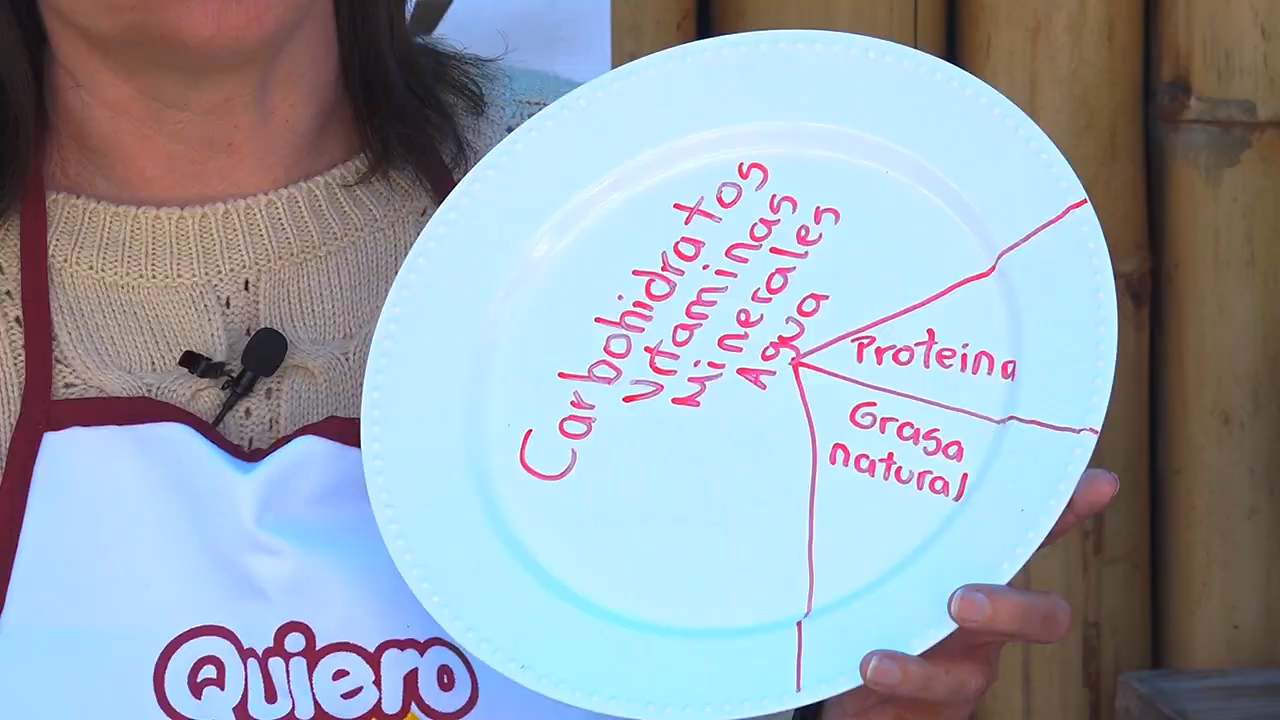 Carbohidratos
Vitaminas
Minerales
Agua
Proteina
Grasa
natural
Quiero